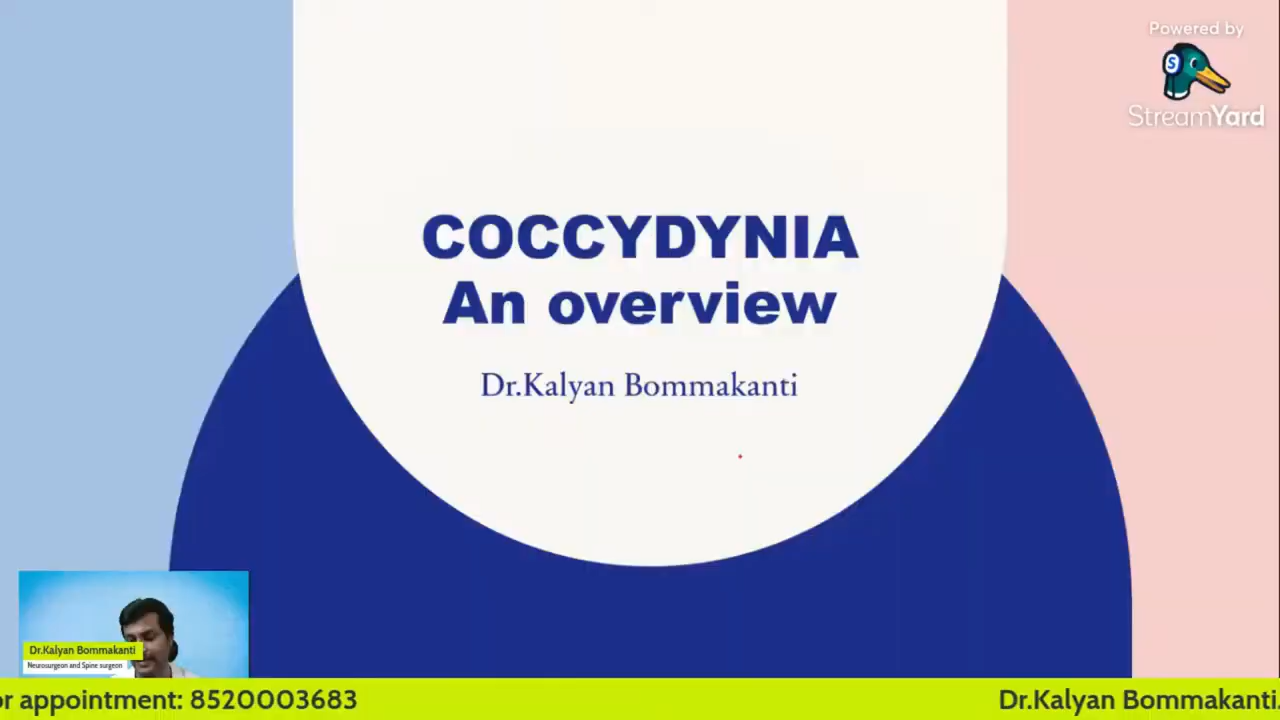 Powered by
S
StreamYard
COCCYDYNIA
An overview
Dr.Kalyan Bommakanti
Dr.Kalyan Bommakanti
Neurosurgeon and Spine surgeon
or appointment: 8520003683
Dr.Kalyan Bommakanti.